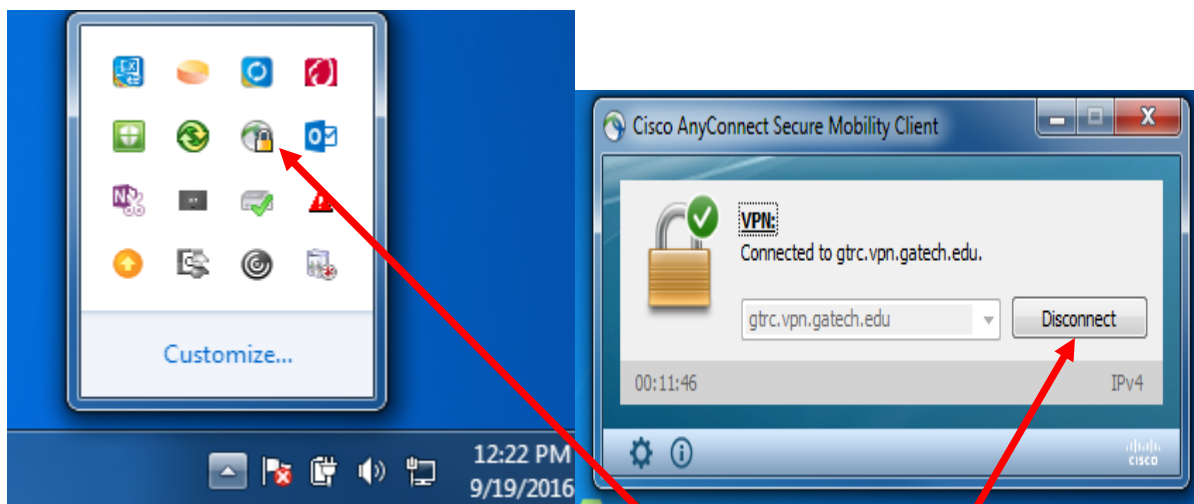 Customize...
12:22 PM
9/19/2016
Cisco AnyConnect Secure Mobility Client
VPN:
Connected to gtrc.vpn.gatech.edu.
gtrc.vpn.gatech.edu
Disconnect
00:11:46
IPv4
cisco